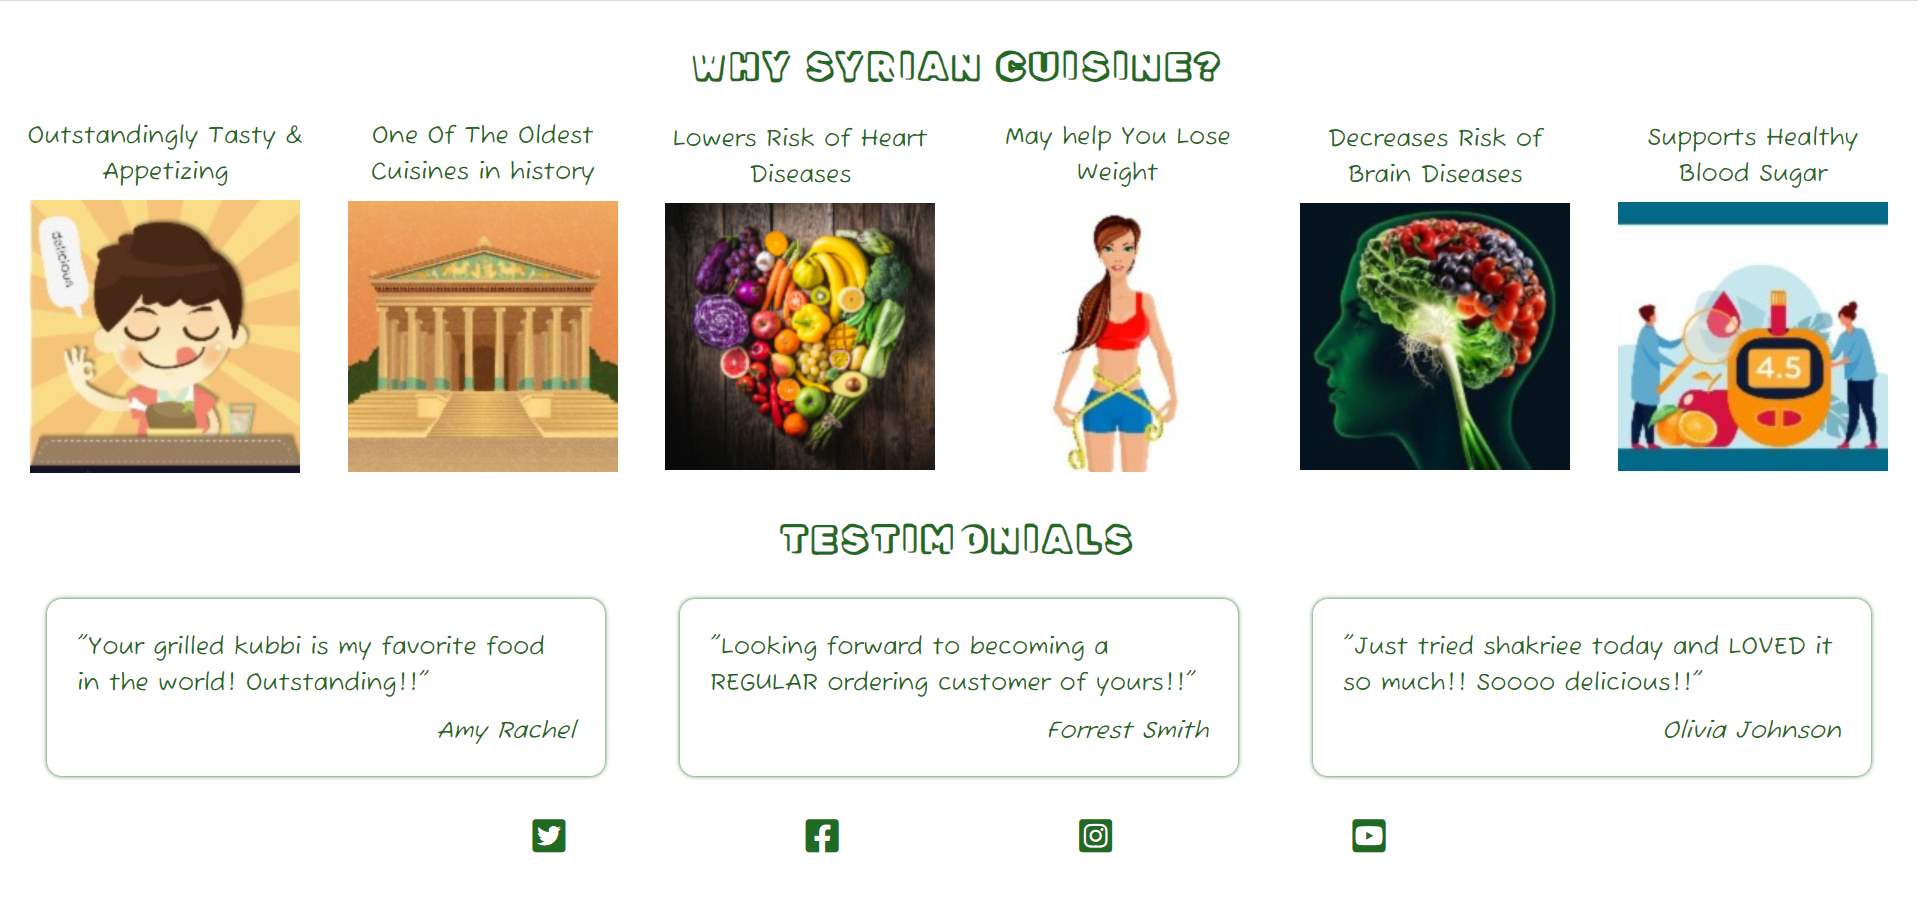 WHY SYRIAN CUISINE?
Outstandingly Tasty &
Appetizing
One Of The Oldest
Cuisines in history
Lowers Risk of Heart
Diseases
May help You Lose
Weight
Decreases Risk of
Brain Diseases
Supports Healthy
Blood Sugar
delicious
4.5
TESTIMONIALS
"Your grilled kubbi is my favorite food
in the world! Outstanding!!"
Amy Rachel
"Looking forward to becoming a
REGULAR ordering customer of yours!!"
Forrest Smith
"Just tried shakriee today and LOVED it
so much!! Soooo delicious!!"
Olivia Johnson